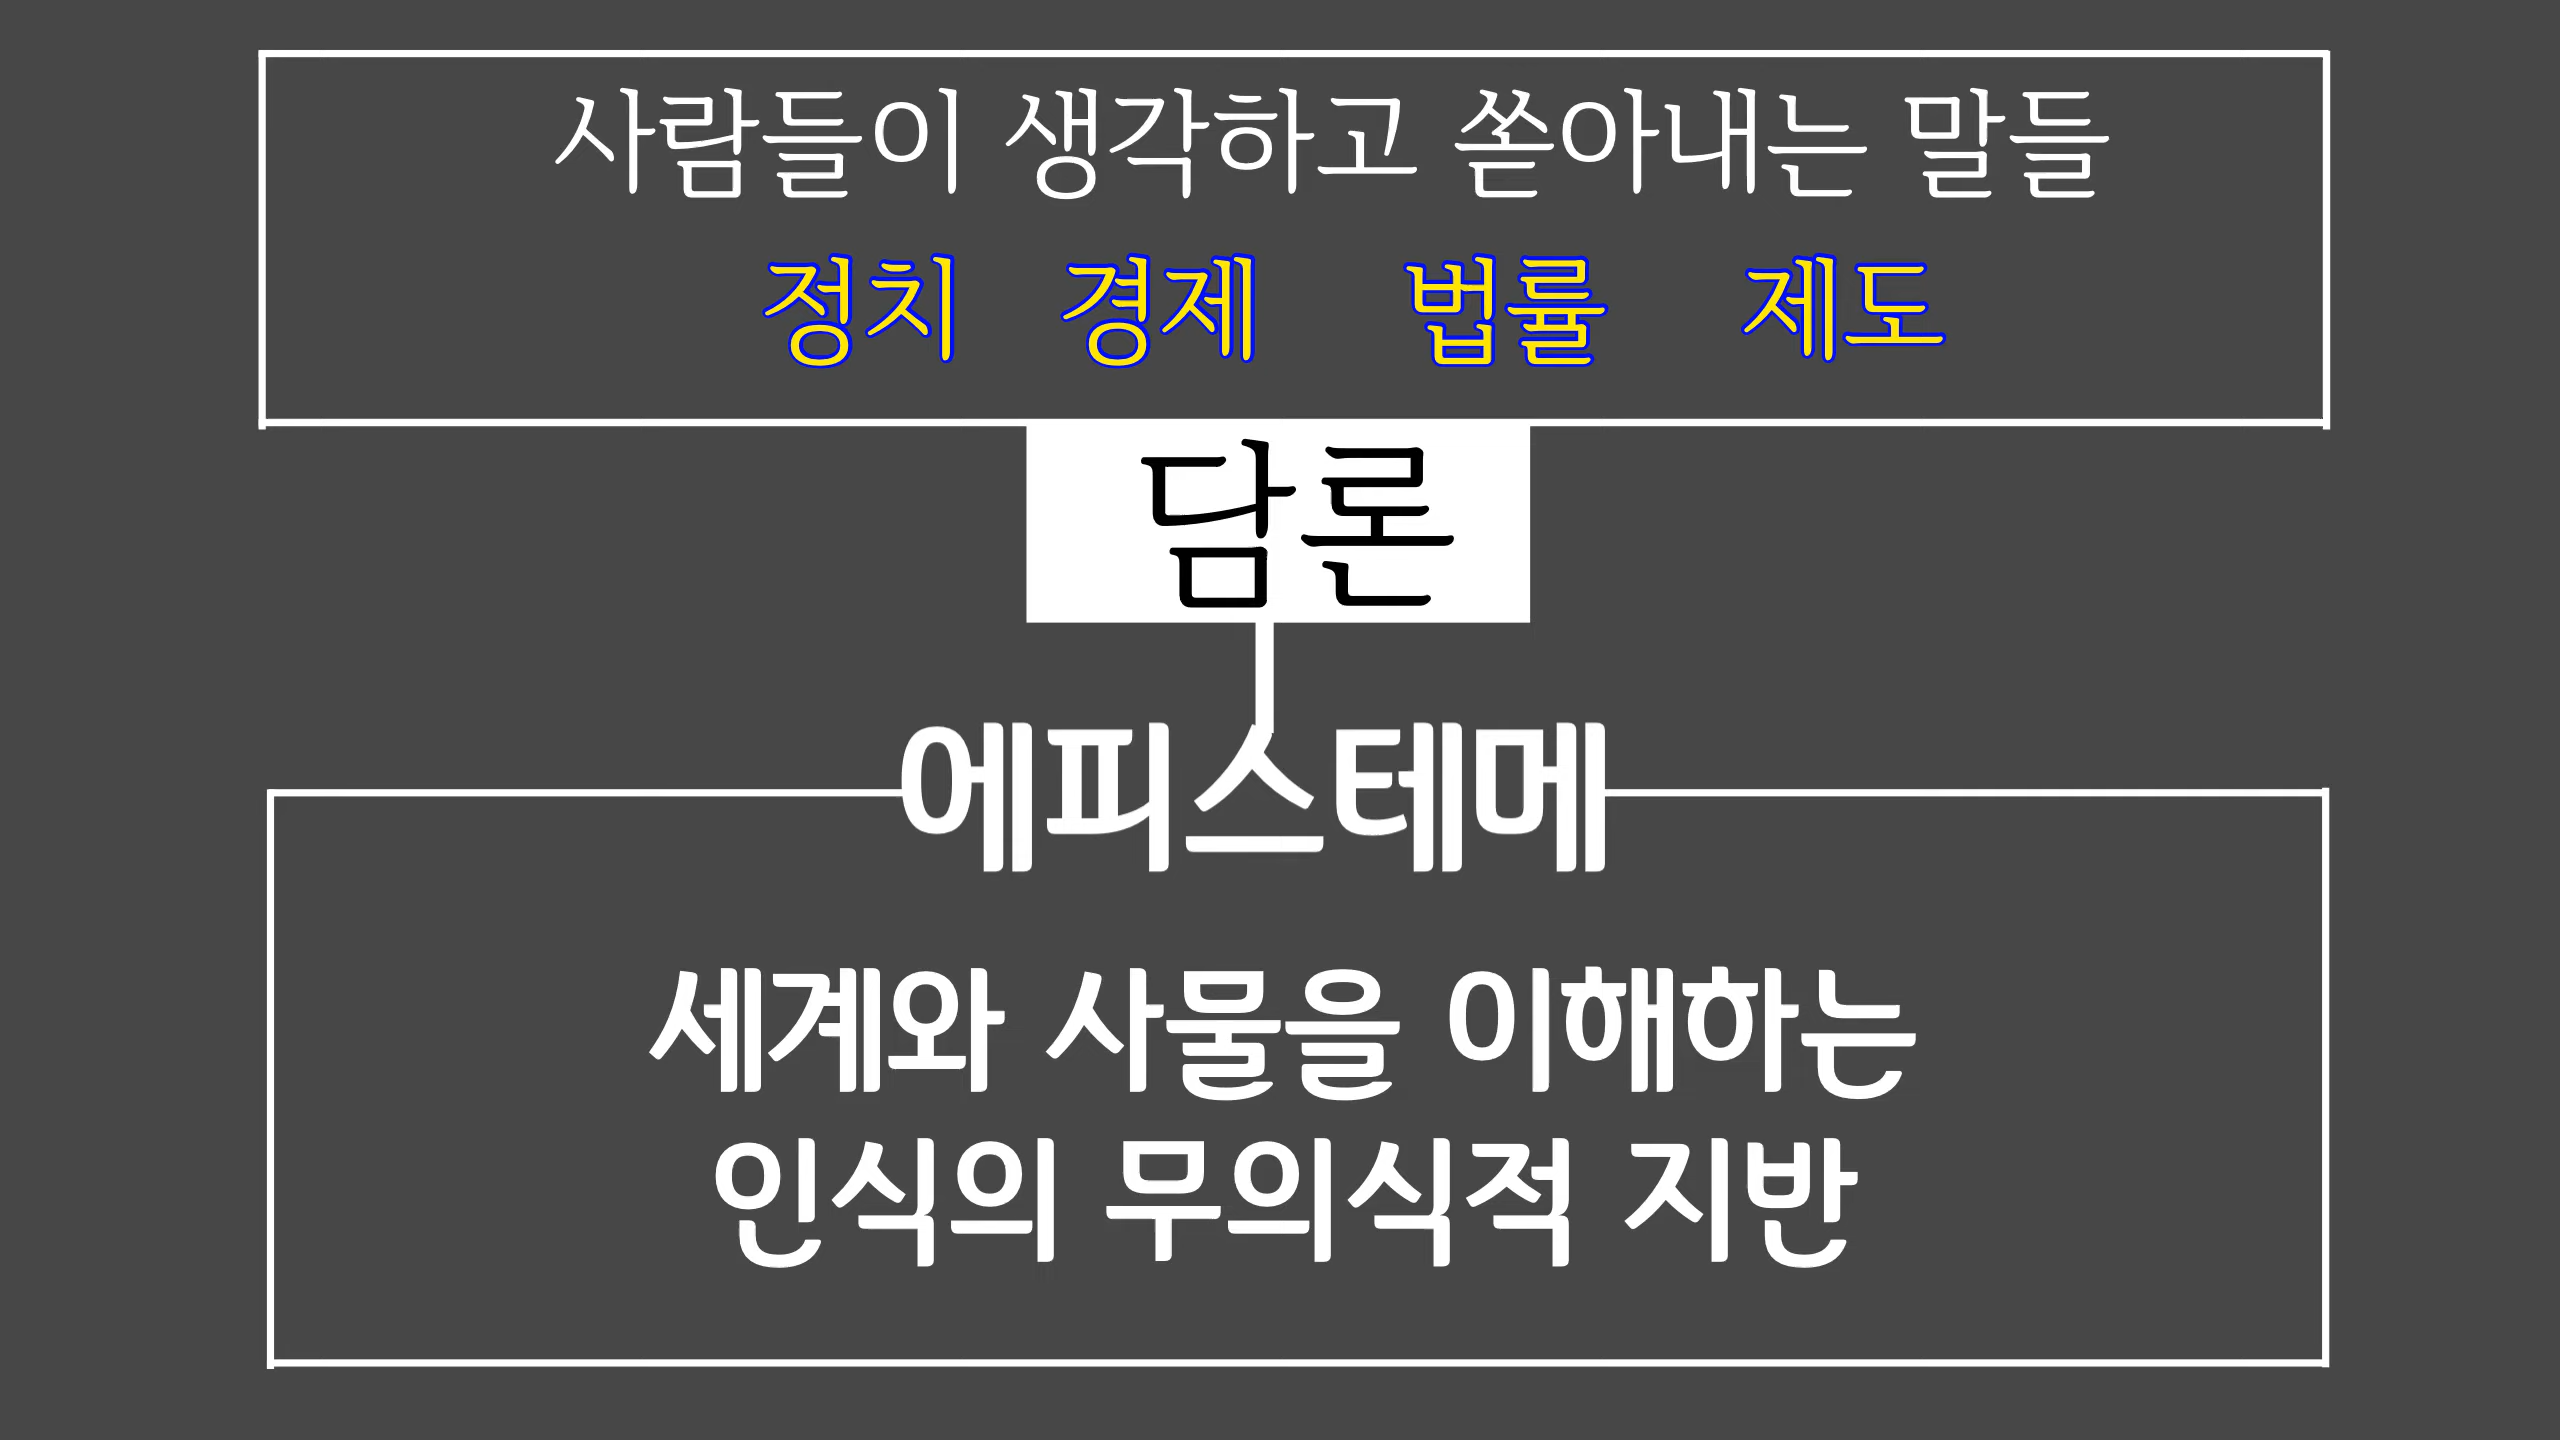 사람들이 생각하고 쏟아내는 말들
정치 경제 법률 제도
담론
에피스테메
세계와 사물을 이해하는
인식의 무의식적 지반